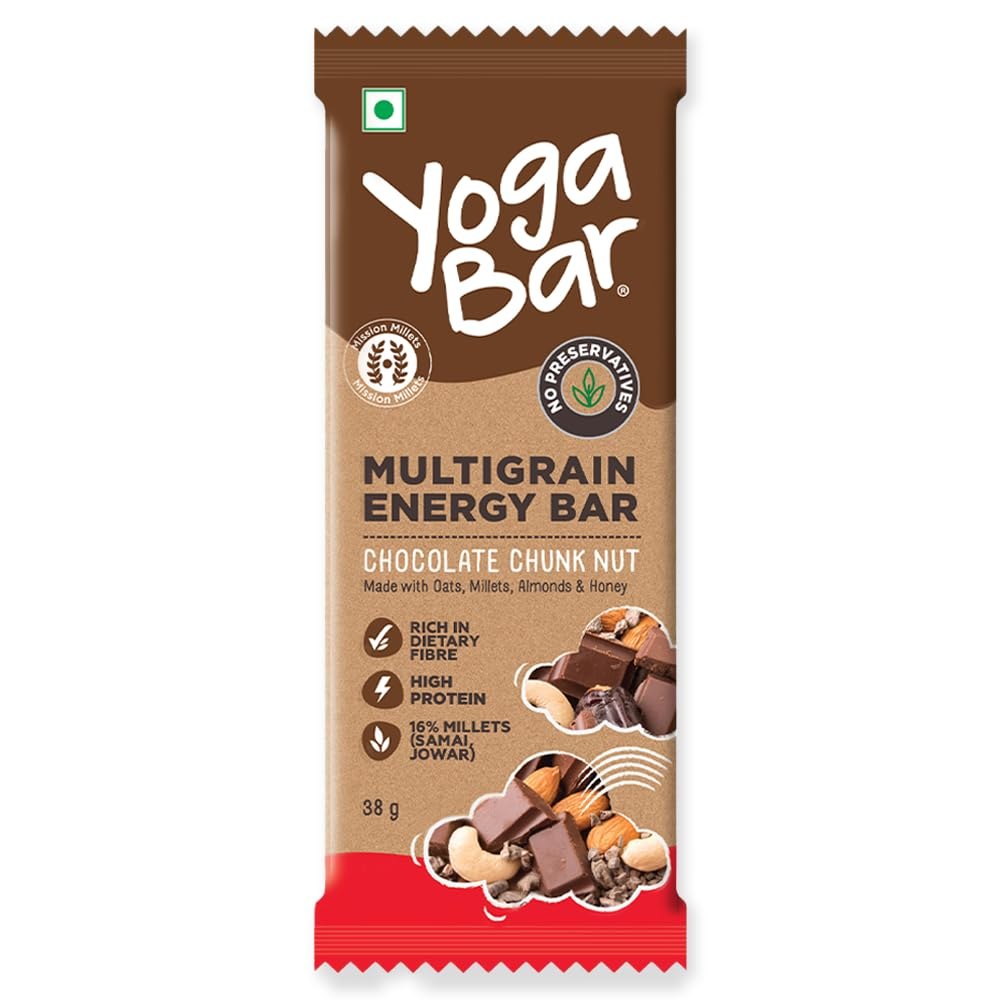 Yoga
Bar®
Mission Millets
Mission Millets
NO PRESERVATIVES
MULTIGRAIN
ENERGY BAR
CHOCOLATE CHUNK NUT
Made with Oats, Millets, Almonds & Honey
RICH IN
DIETARY
FIBRE
HIGH
PROTEIN
16% MILLETS
(SAMAI,
JOWAR)
38 g